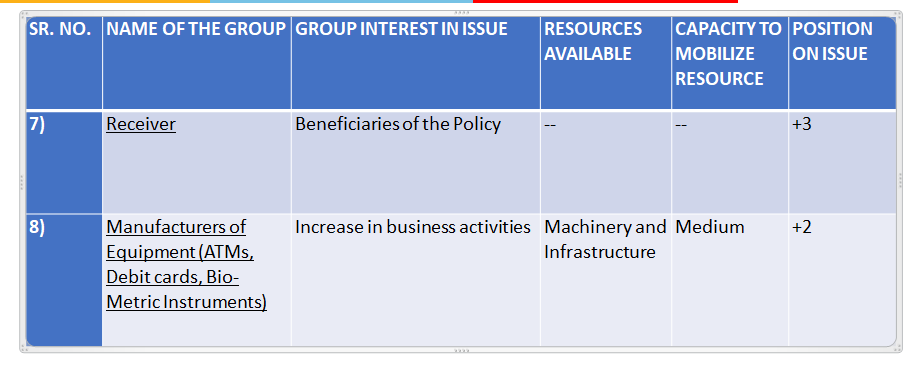 SR. NO. NAME OF THE GROUP GROUP INTEREST IN ISSUE RESOURCES AVAILABLE CAPACITY TO MOBILIZE RESOURCE POSITION ON ISSUE
7) Receiver Beneficiaries of the Policy -- -- +3
8) Manufacturers of Equipment (ATMs, Debit cards, Bio-Metric Instruments) Increase in business activities Machinery and Infrastructure Medium +2